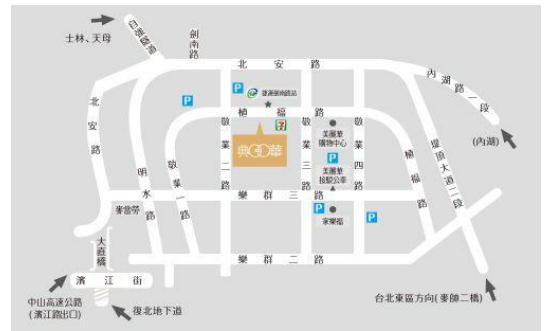 士林、天母
自強隧道
劍南路
北安路
內湖路一段
(內湖)
北安路
P
P
捷運劍南路站
植福路
7
典華
敬業二路
敬業三路
敬業四路
美麗華
購物中心
P
美麗華
接駁公車
植福路
堤頂大道二段
明水路
敬業一路
樂群三路
麥當勞
P
家樂福
P
大直橋
樂群二路
濱江街
中山高速公路
(濱江路出口)
復北地下道
台北東區方向(麥帥二橋)